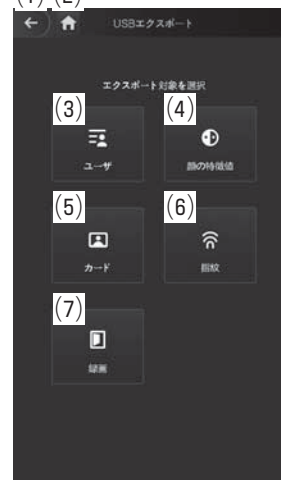 (1) (2)
USBエクスポート
エクスポート対象を選択
(3)
(4)
ユーザ
顔の特徴値
(5)
(6)
カード
指紋
(7)
録画